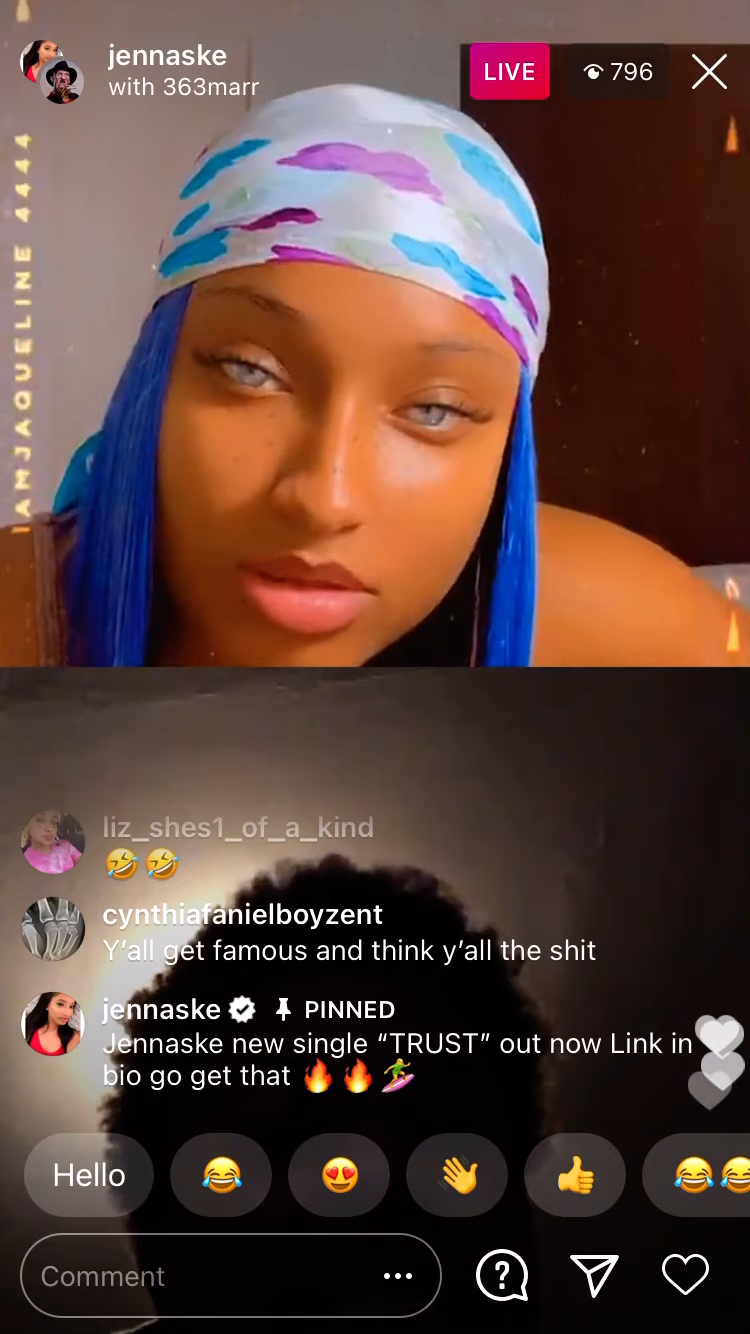 jennaske
with 363marr
LIVE
796
IAMJAQUELINE 4444
liz_shes1_of_a_kind
🤣🤣
cynthiafanielboyzent
Y’all get famous and think y’all the shit
jennaske PINNED
Jennaske new single “TRUST” out now Link in
bio go get that 🔥🔥🏄‍♀️
Hello 😂 😍 👋 👍 😂😂
Comment